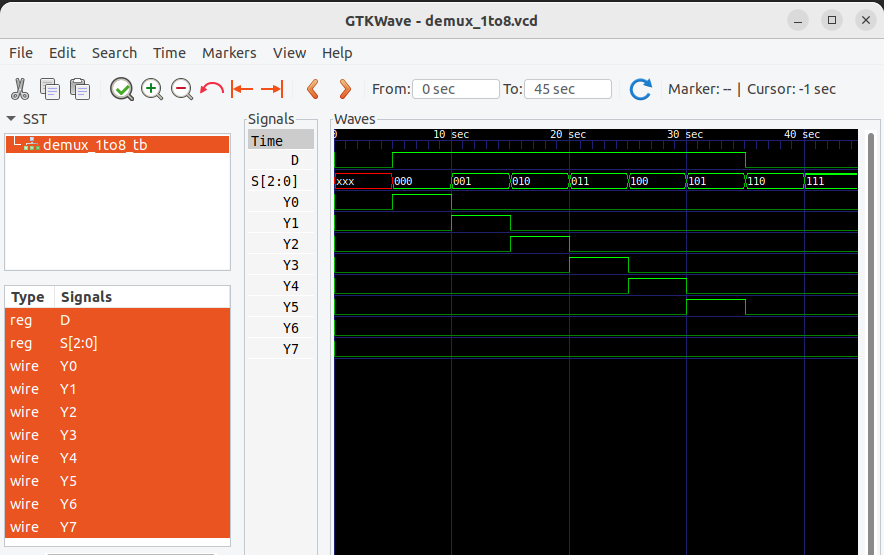 GTKWave - demux_1to8.vcd
File Edit Search Time Markers View Help
From: 0 sec To: 45 sec Marker: -- | Cursor: -1 sec
SST
demux_1to8_tb
Type Signals
reg D
reg S[2:0]
wire Y0
wire Y1
wire Y2
wire Y3
wire Y4
wire Y5
wire Y6
wire Y7
Signals
Time
D
S[2:0]
Y0
Y1
Y2
Y3
Y4
Y5
Y6
Y7
Waves
0 10 sec 20 sec 30 sec 40 sec
xxx 000 001 010 011 100 101 110 111